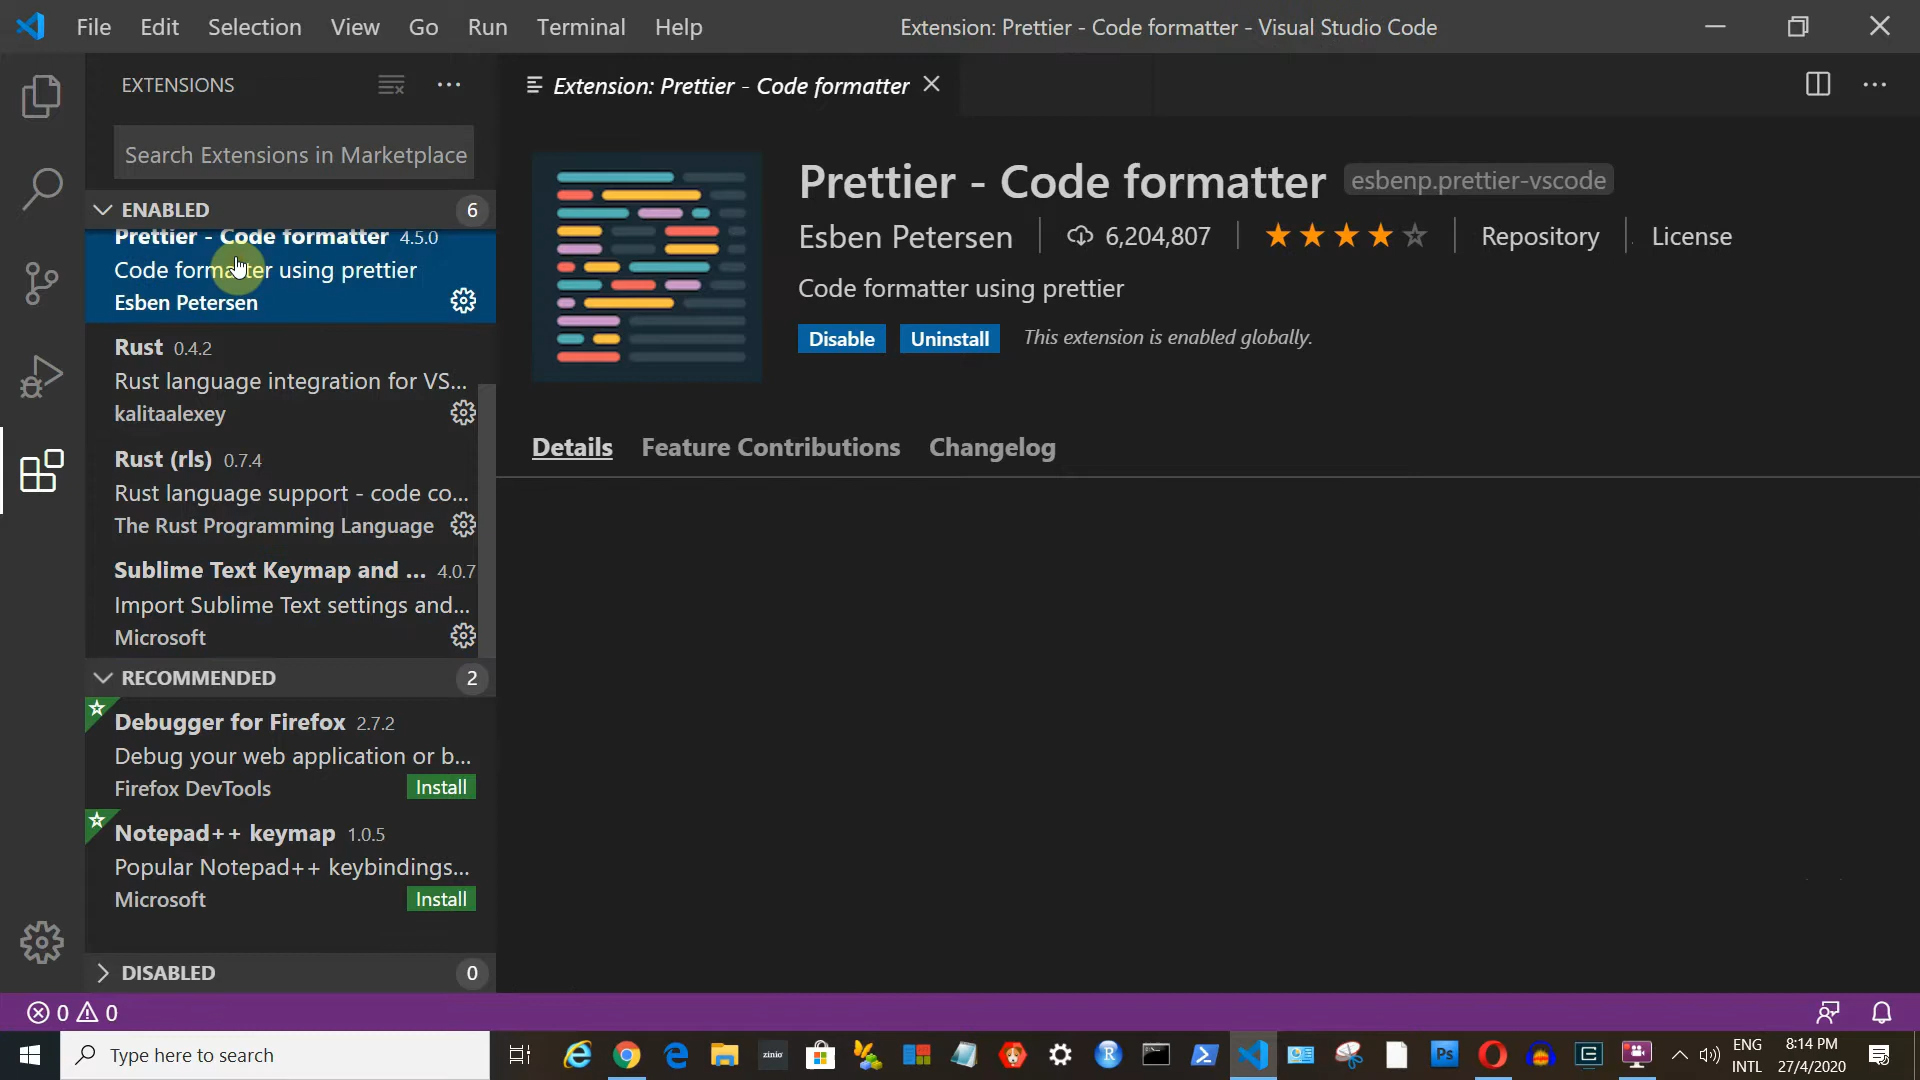 File Edit Selection View Go Run Terminal Help
Extension: Prettier - Code formatter - Visual Studio Code
EXTENSIONS
Search Extensions in Marketplace
ENABLED 6
Prettier - Code formatter 4.5.0
Code formatter using prettier
Esben Petersen
Rust 0.4.2
Rust language integration for VS...
kalitaalexey
Rust (rls) 0.7.4
Rust language support - code co...
The Rust Programming Language
Sublime Text Keymap and ... 4.0.7
Import Sublime Text settings and...
Microsoft
RECOMMENDED 2
Debugger for Firefox 2.7.2
Debug your web application or b...
Firefox DevTools Install
Notepad++ keymap 1.0.5
Popular Notepad++ keybindings...
Microsoft Install
DISABLED 0
Extension: Prettier - Code formatter
Prettier - Code formatter esbenp.prettier-vscode
Esben Petersen 6,204,807 Repository License
Code formatter using prettier
Disable Uninstall This extension is enabled globally.
Details Feature Contributions Changelog
0 0
Type here to search
zinio
R
Ps
ENG
INTL
8:14 PM
27/4/2020